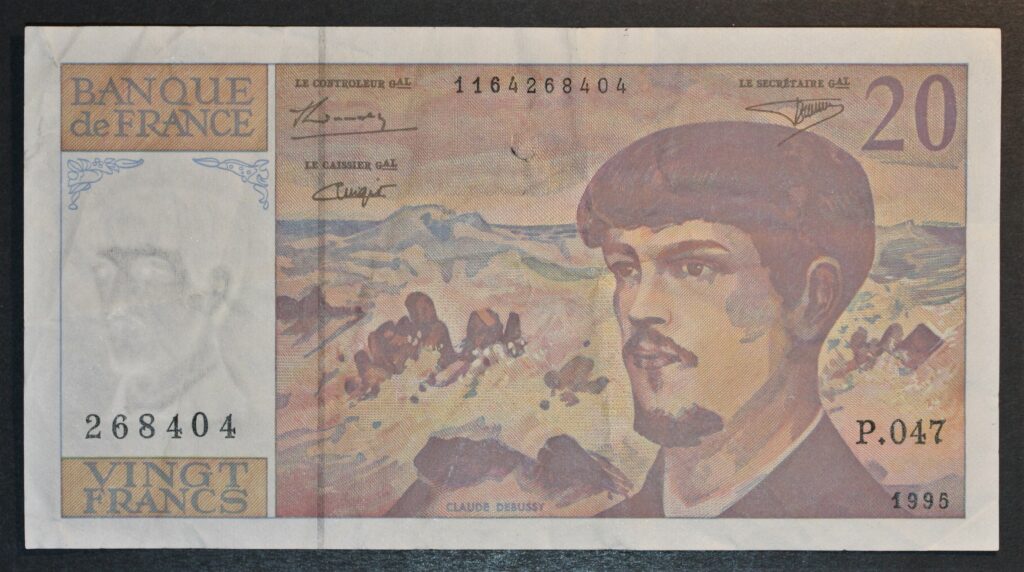 BANQUE
de FRANCE
LE CONTROLEUR GAL
1164268404
LE SECRÉTAIRE GAL
20
LE CAISSIER GAL
268404
P.047
VINGT
FRANCS
CLAUDE DEBUSSY
1995